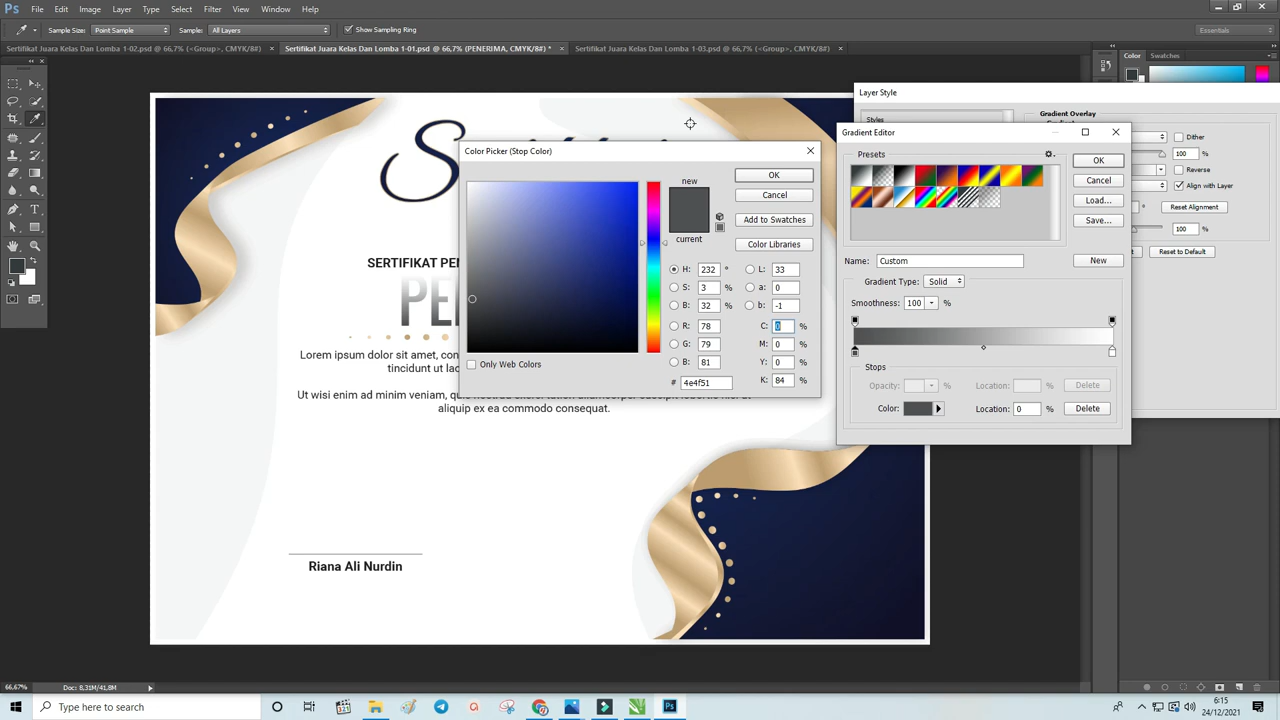 File Edit Image Layer Type Select Filter View Window Help
Sample Size: Point Sample Sample: All Layers Show Sampling Ring Essentials
Sertifikat Juara Kelas Dan Lomba 1-02.psd @ 66,7% (<Group>, CMYK/8#) × Sertifikat Juara Kelas Dan Lomba 1-01.psd @ 66,7% (PENERIMA, CMYK/8#) * × Sertifikat Juara Kelas Dan Lomba 1-03.psd @ 66,7% (<Group>, CMYK/8#) ×
Color Swatches
Layer Style
Styles
Gradient Overlay
Dither
100
Reverse
Align with Layer
° Reset Alignment
100 %
Reset to Default
Gradient Editor
Presets
OK
Cancel
Load...
Save...
Name: Custom New
Gradient Type: Solid
Smoothness: 100 %
Stops
Opacity: % Location: % Delete
Color: Location: 0 % Delete
Color Picker (Stop Color)
new
current
OK
Cancel
Add to Swatches
Color Libraries
H: 232 ° L: 33
S: 3 % a: 0
B: 32 % b: -1
R: 78 C: 0 %
G: 79 M: 0 %
B: 81 Y: 0 %
# 4e4f51 K: 84 %
Only Web Colors
S
SERTIFIKAT PEN
PE
Lorem ipsum dolor sit amet, con
tincidunt ut lao
Ut wisi enim ad minim veniam,
aliquip ex ea commodo consequat.
Riana Ali Nurdin
66,67% Doc: 8,31M/41,8M
Type here to search
6:15
24/12/2021